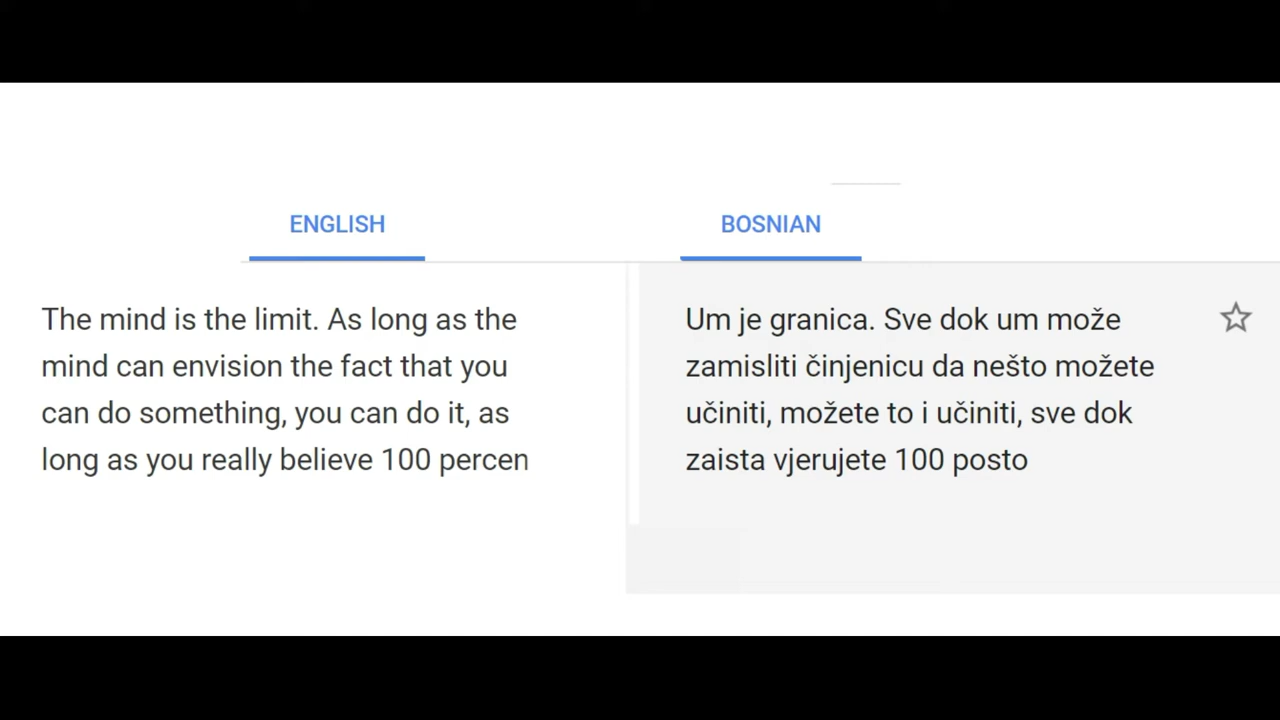 ENGLISH
BOSNIAN
The mind is the limit. As long as the
mind can envision the fact that you
can do something, you can do it, as
long as you really believe 100 percen
Um je granica. Sve dok um može
zamisliti činjenicu da nešto možete
učiniti, možete to i učiniti, sve dok
zaista vjerujete 100 posto